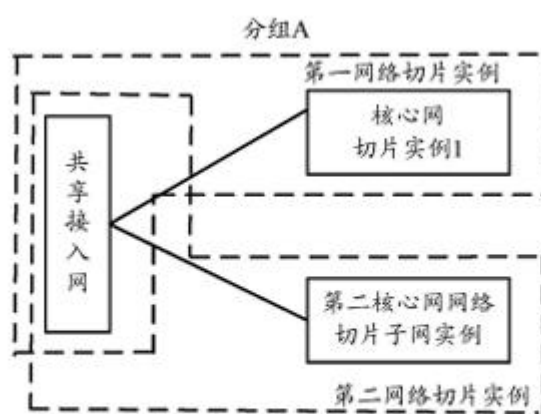 分组A
第一网络切片实例
核心网
切片实例1
共享接入网
第二核心网网络
切片子网实例
第二网络切片实例